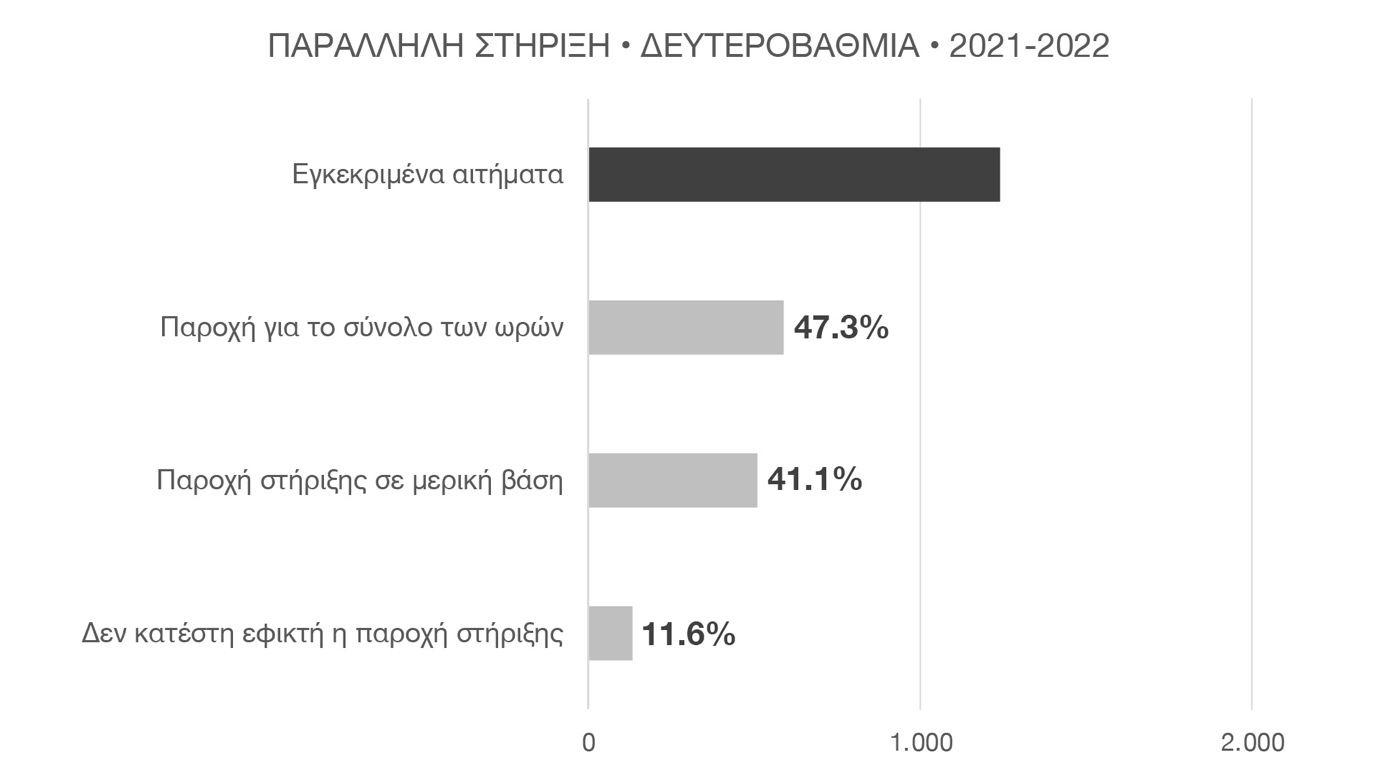 ΠΑΡΑΛΛΗΛΗ ΣΤΗΡΙΞΗ • ΔΕΥΤΕΡΟΒΑΘΜΙΑ • 2021-2022
Εγκεκριμένα αιτήματα
Παροχή για το σύνολο των ωρών 47.3%
Παροχή στήριξης σε μερική βάση 41.1%
Δεν κατέστη εφικτή η παροχή στήριξης 11.6%
0 1.000 2.000